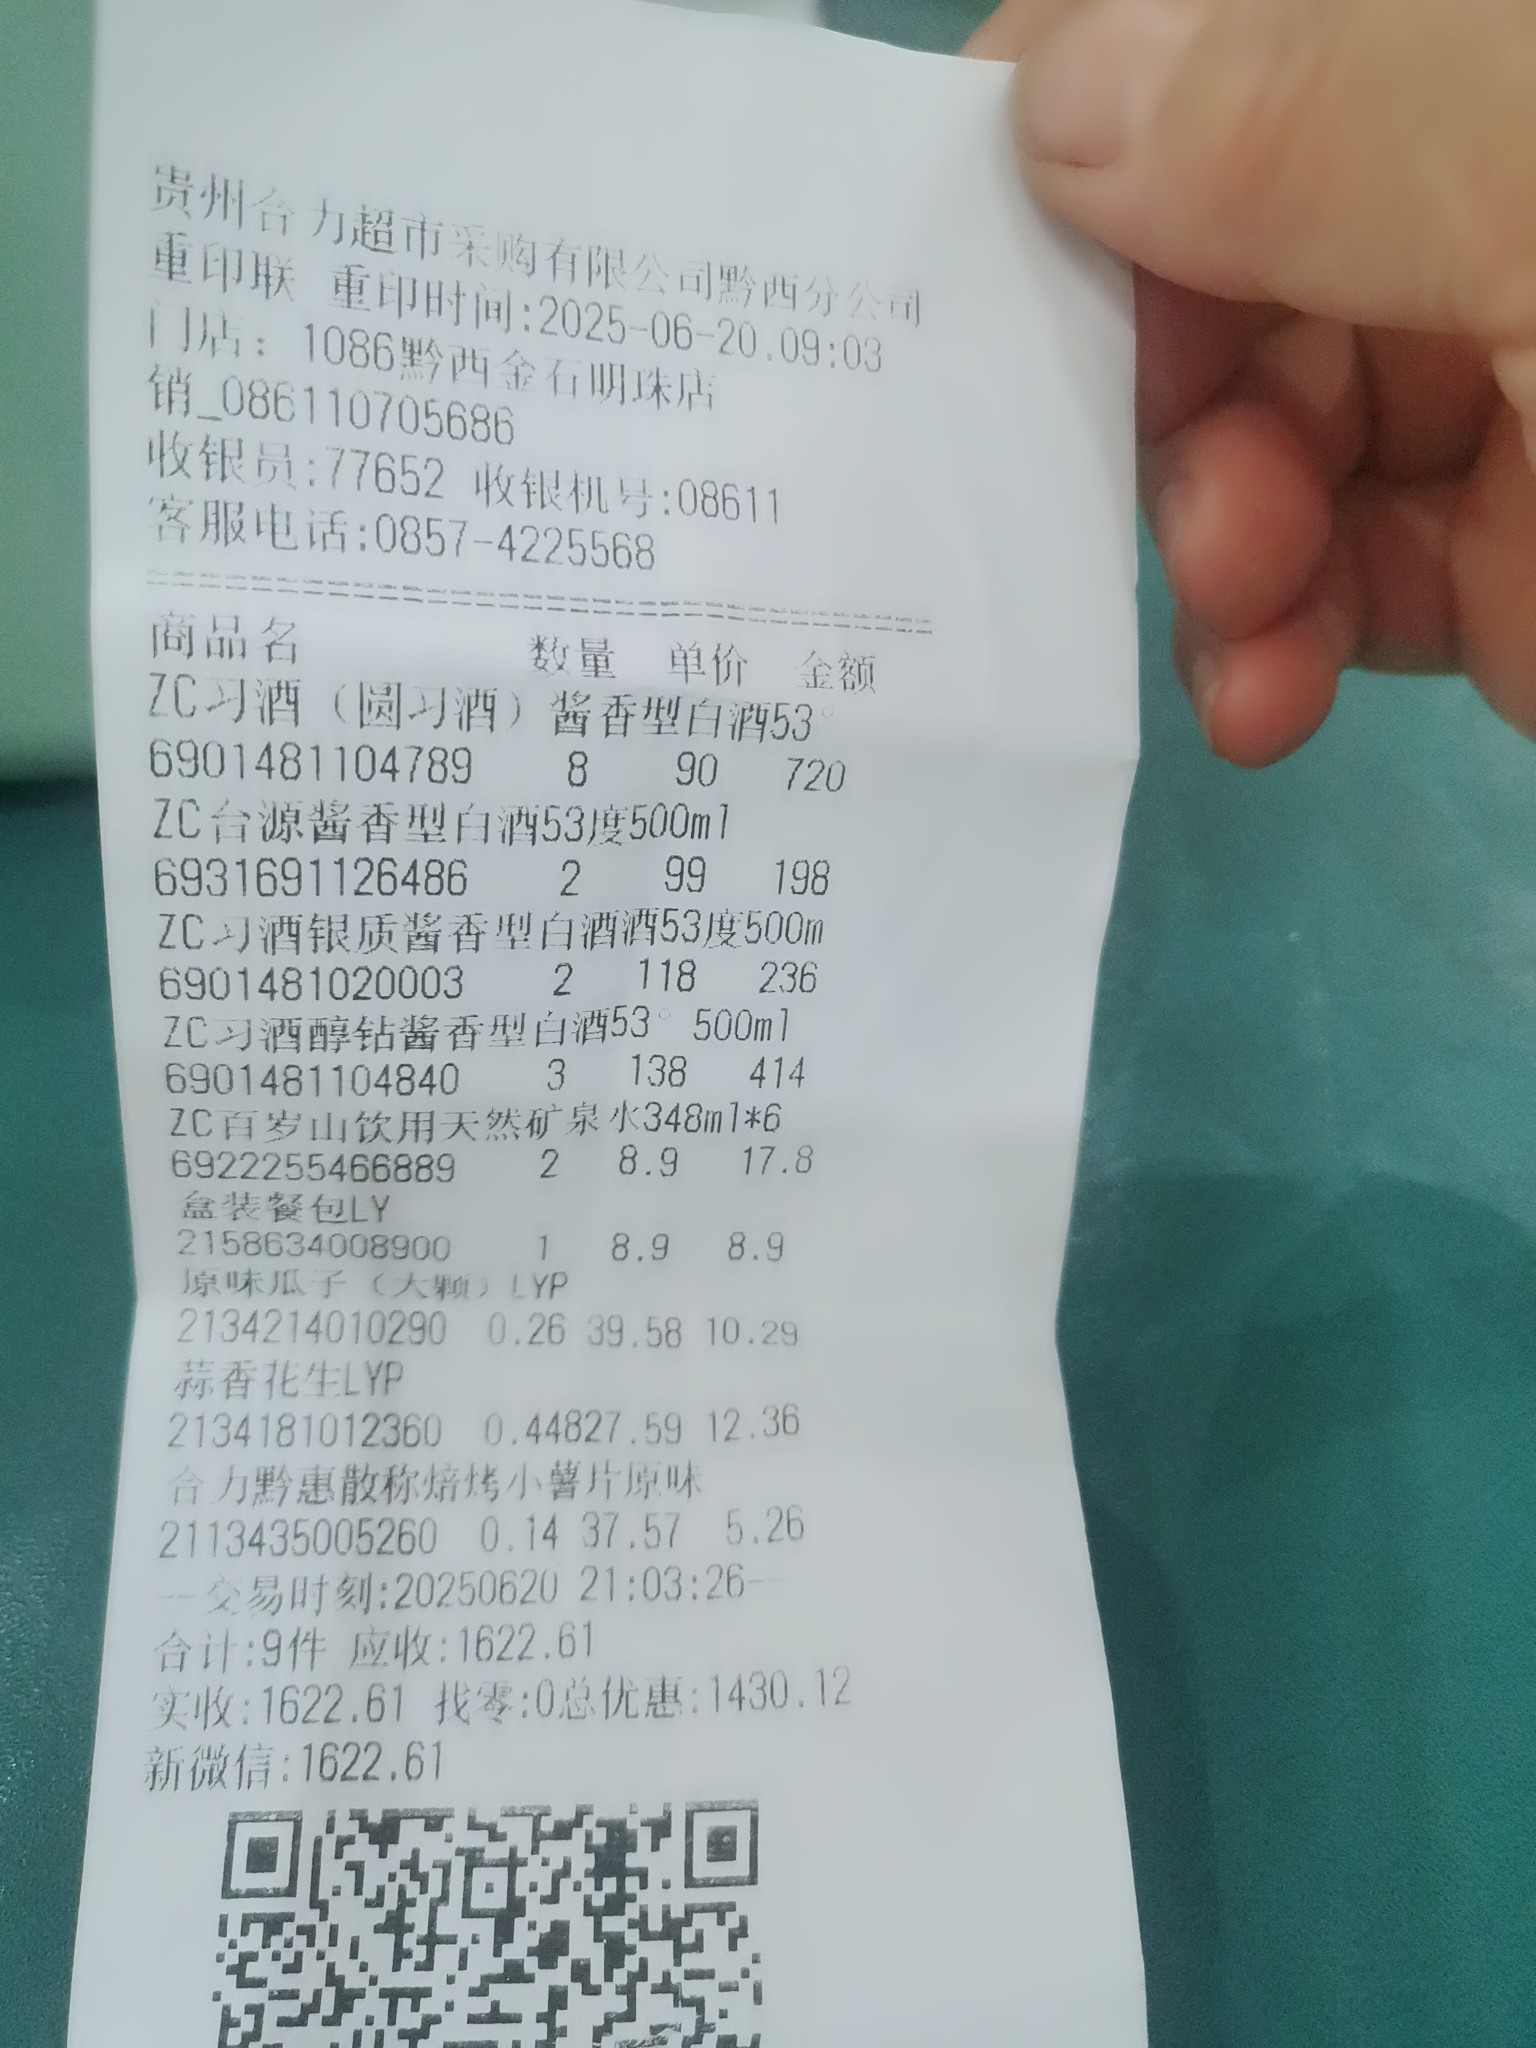 贵州合力超市采购有限公司黔西分公司
重印联 重印时间:2025-06-20.09:03
门店：1086黔西金石明珠店
销_086110705686
收银员:77652 收银机号:08611
客服电话:0857-4225568
商品名 数量 单价 金额
ZC习酒（圆习酒）酱香型白酒53°
6901481104789 8 90 720
ZC台源酱香型白酒53度500ml
6931691126486 2 99 198
ZC习酒银质酱香型白酒酒53度500m
6901481020003 2 118 236
ZC习酒醇钻酱香型白酒53° 500ml
6901481104840 3 138 414
ZC百岁山饮用天然矿泉水348ml*6
6922255466889 2 8.9 17.8
盒装餐包LY
2158634008900 1 8.9 8.9
原味瓜子（大颗）LYP
2134214010290 0.26 39.58 10.29
蒜香花生LYP
2134181012360 0.44827.59 12.36
合力黔惠散称焙烤小薯片原味
2113435005260 0.14 37.57 5.26
--交易时刻:20250620 21:03:26--
合计:9件 应收:1622.61
实收:1622.61 找零:0总优惠:1430.12
新微信:1622.61